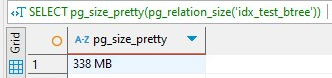 SELECT pg_size_pretty(pg_relation_size('idx_test_btree'))
Grid
A-Z pg_size_pretty
1 338 MB